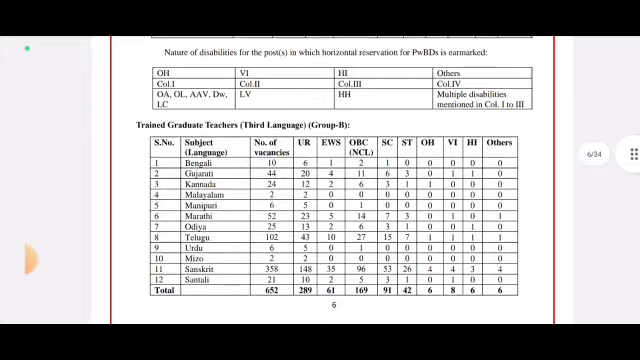 Nature of disabilities for the post(s) in which horizontal reservation for PwBDs is earmarked:
OH VI HI Others
Col.I Col.II Col.III Col.IV
OA, OL, AAV, Dw, LC LV HH Multiple disabilities mentioned in Col. I to III
Trained Graduate Teachers (Third Language) (Group-B)
S.No. Subject (Language) No. of vacancies UR EWS OBC (NCL) SC ST OH VI HI Others
1 Bengali 10 6 1 2 1 0 0 0 0 0
2 Gujarati 44 20 4 11 6 3 0 1 1 0
3 Kannada 24 12 2 6 3 1 1 0 0 0
4 Malayalam 2 2 0 0 0 0 0 0 0 0
5 Manipuri 6 5 0 1 0 0 0 0 0 0
6 Marathi 52 23 5 14 7 3 0 1 0 1
7 Odiya 25 13 2 6 3 1 0 0 1 0
8 Telugu 102 43 10 27 15 7 1 1 1 1
9 Urdu 6 5 0 1 0 0 0 0 0 0
10 Mizo 2 2 0 0 0 0 0 0 0 0
11 Sanskrit 358 148 35 96 53 26 4 4 3 4
12 Santali 21 10 2 5 3 1 0 1 0 0
Total 652 289 61 169 91 42 6 8 6 6
6
6/34